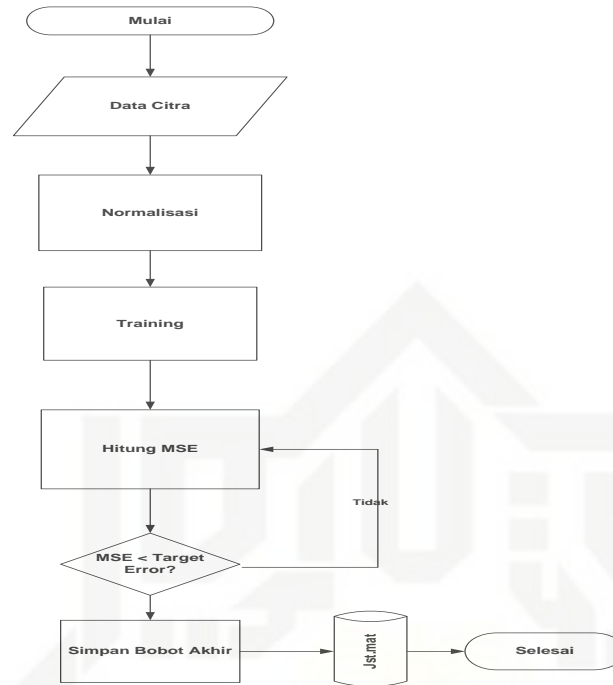 Mulai
Data Citra
Normalisasi
Training
Hitung MSE
Tidak
MSE < Target
Error?
Simpan Bobot Akhir
Jst.mat
Selesai